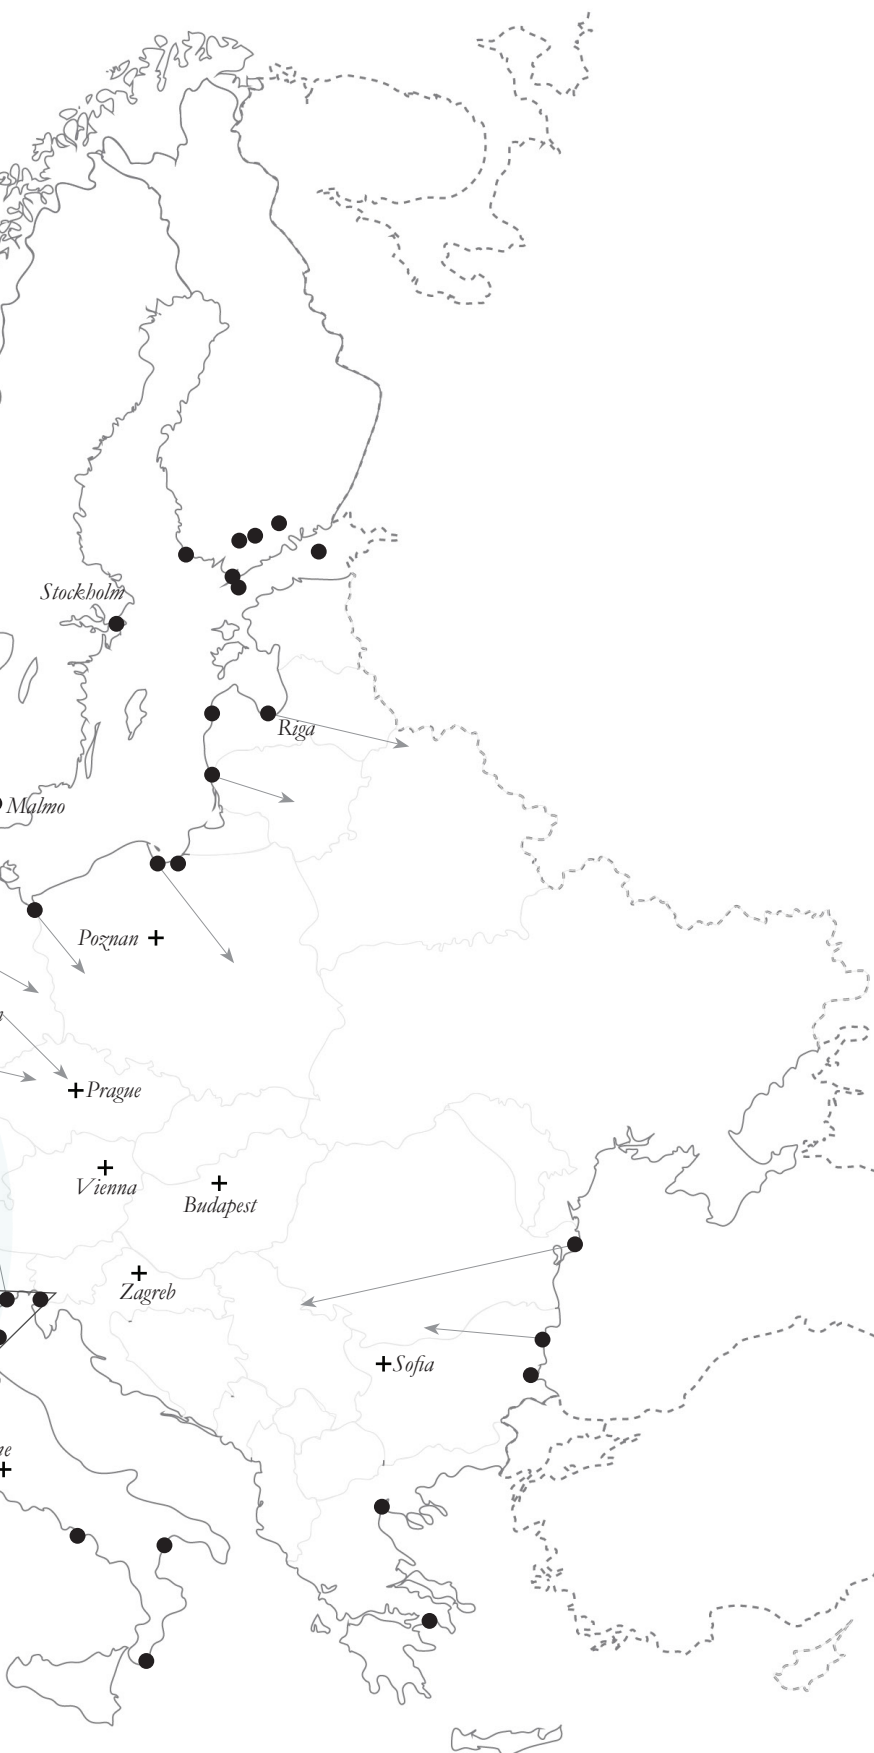 Stockholm
Riga
Malmo
Poznan
Prague
Vienna
Budapest
Zagreb
Sofia